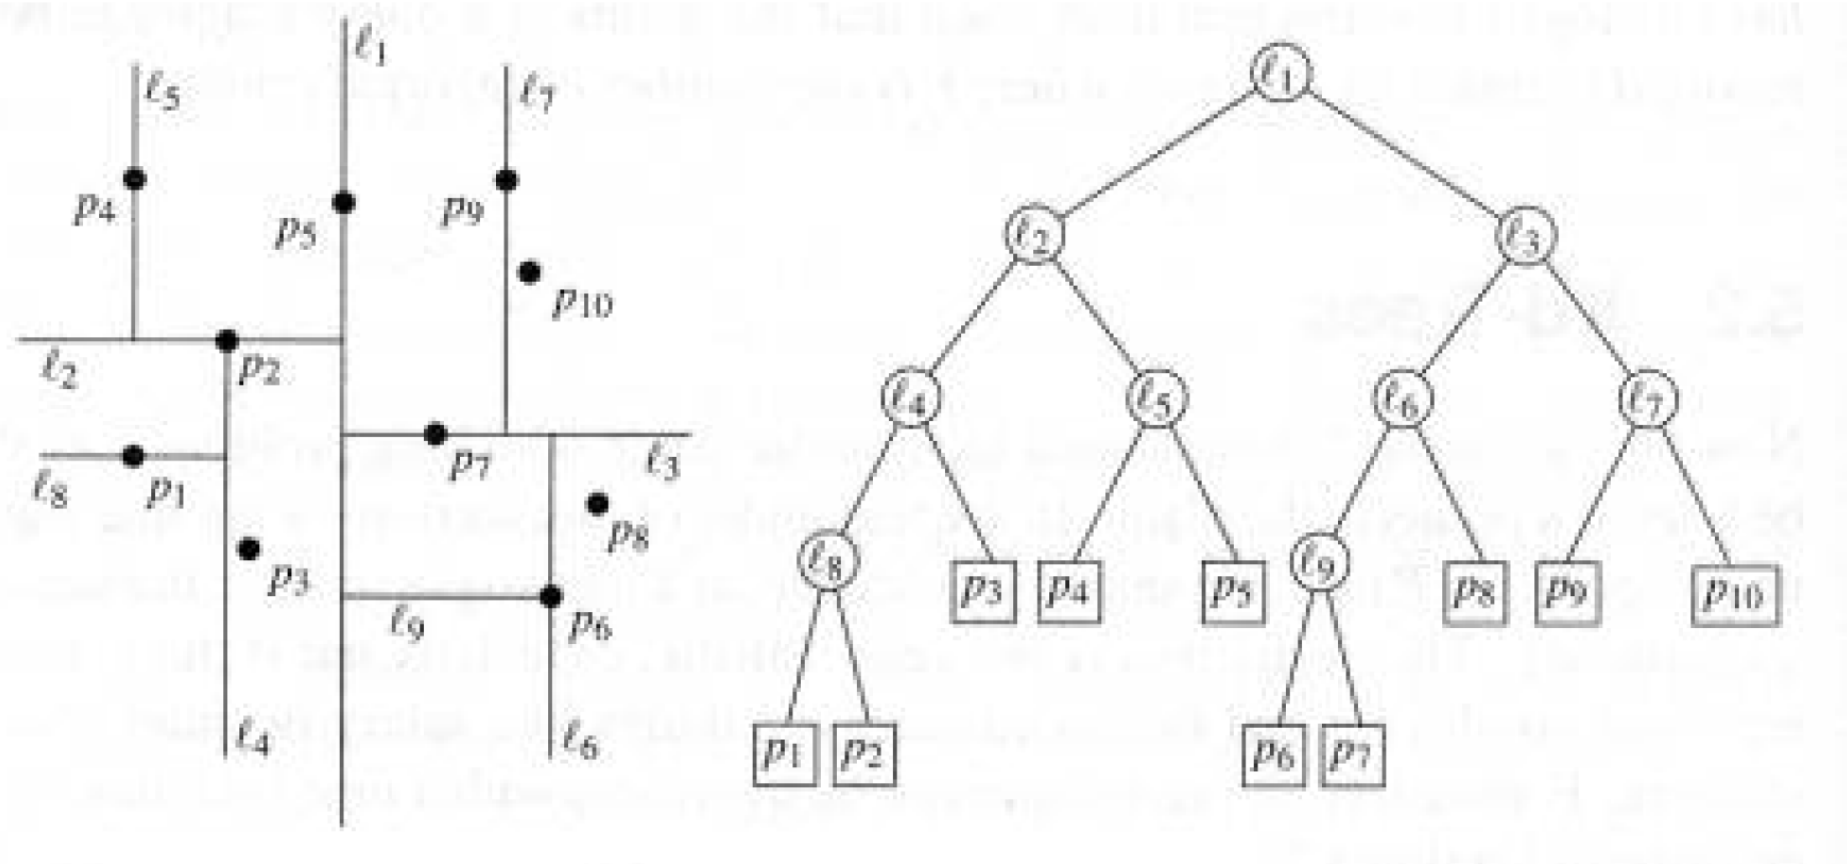 ℓ1
ℓ5
ℓ7
p4
p5
p9
p10
ℓ2
p2
p7
ℓ3
ℓ8
p1
p8
p3
ℓ9
p6
ℓ4
ℓ6
ℓ1
ℓ2 ℓ3
ℓ4 ℓ5 ℓ6 ℓ7
ℓ8 p3 p4 p5 ℓ9 p8 p9 p10
p1 p2 p6 p7